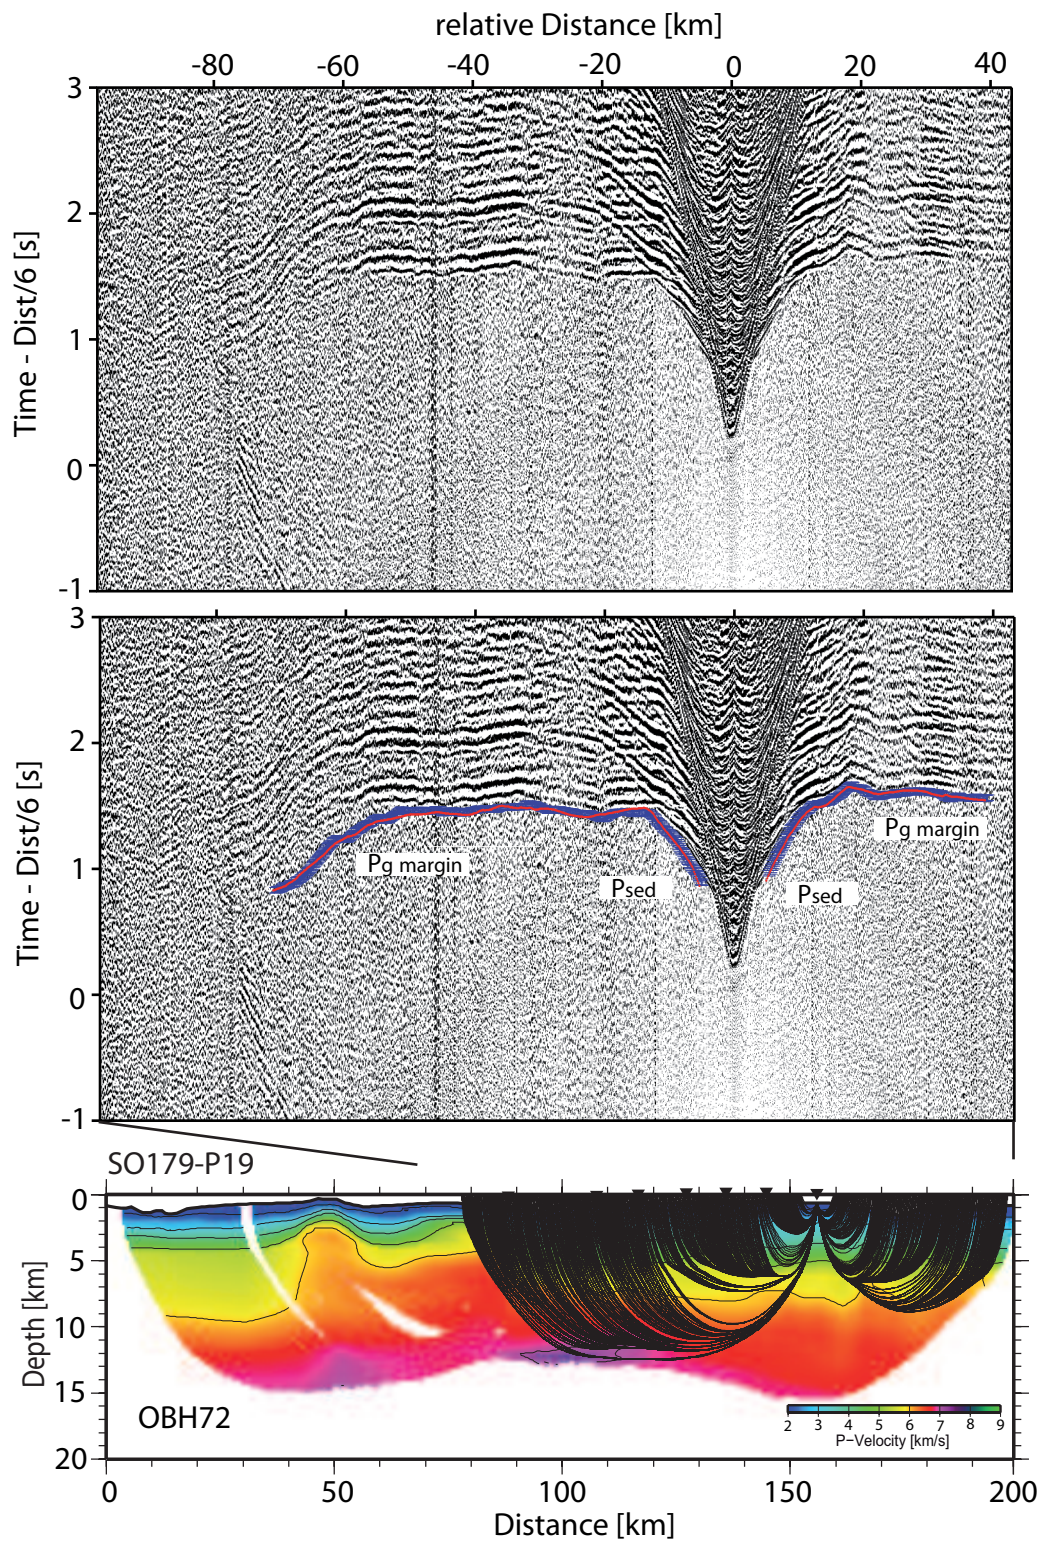 relative Distance [km]
-80 -60 -40 -20 0 20 40
3
2
1
0
-1
Time - Dist/6 [s]
3
2
1
0
-1
Time - Dist/6 [s]
Pg margin
Psed
Psed
Pg margin
SO179-P19
0
5
10
15
20
Depth [km]
OBH72
2 3 4 5 6 7 8 9
P-Velocity [km/s]
0 50 100 150 200
Distance [km]